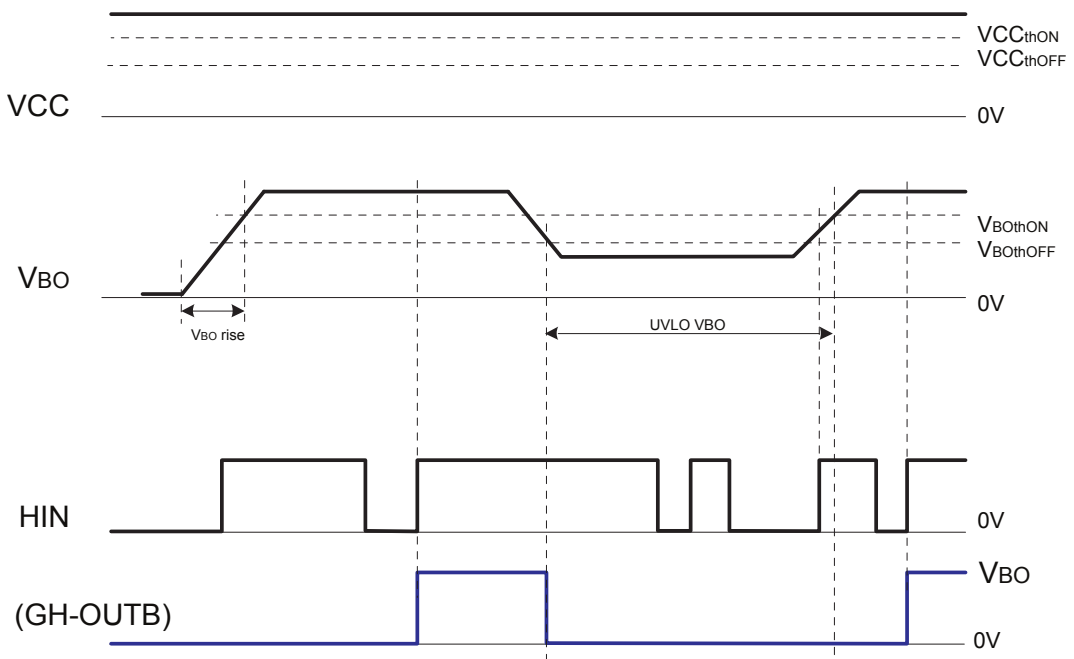 VCCthON
VCCthOFF
VCC
0V
VBOthON
VBOthOFF
VBO
0V
VBO rise
UVLO VBO
HIN
0V
VBO
(GH-OUTB)
0V